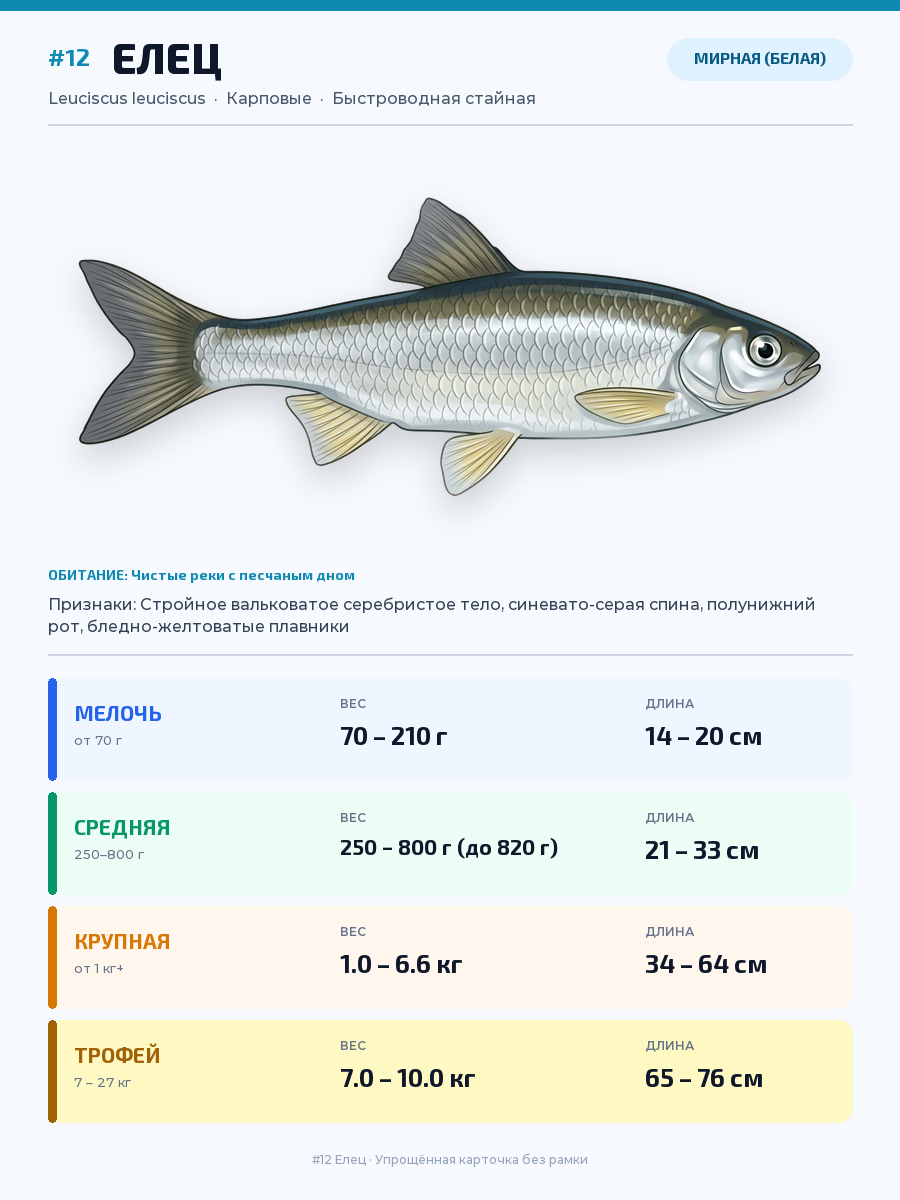 #12 ЕЛЕЦ
МИРНАЯ (БЕЛАЯ)
Leuciscus leuciscus · Карповые · Быстроводная стайная
ОБИТАНИЕ: Чистые реки с песчаным дном
Признаки: Стройное вальковатое серебристое тело, синевато-серая спина, полунижний
рот, бледно-желтоватые плавники
МЕЛОЧЬ
от 70 г
ВЕС
70 – 210 г
ДЛИНА
14 – 20 см
СРЕДНЯЯ
250–800 г
ВЕС
250 – 800 г (до 820 г)
ДЛИНА
21 – 33 см
КРУПНАЯ
от 1 кг+
ВЕС
1.0 – 6.6 кг
ДЛИНА
34 – 64 см
ТРОФЕЙ
7 – 27 кг
ВЕС
7.0 – 10.0 кг
ДЛИНА
65 – 76 см
#12 Елец · Упрощённая карточка без рамки